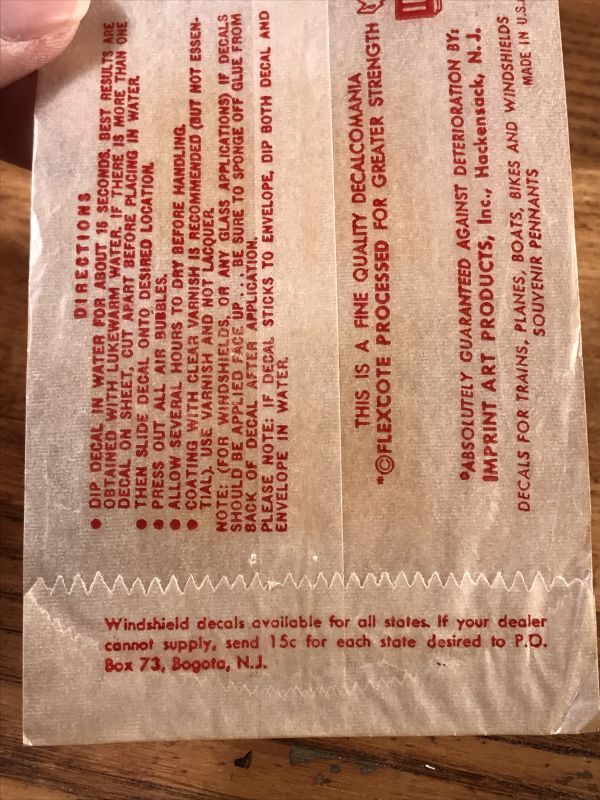 DIRECTIONS
• DIP DECAL IN WATER FOR ABOUT 15 SECONDS. BEST RESULTS ARE
OBTAINED WITH LUKEWARM WATER. IF THERE IS MORE THAN ONE
DECAL ON SHEET, CUT APART BEFORE PLACING IN WATER.
• THEN SLIDE DECAL ONTO DESIRED LOCATION.
• PRESS OUT ALL AIR BUBBLES.
• ALLOW SEVERAL HOURS TO DRY BEFORE HANDLING.
• COATING WITH CLEAR VARNISH IS RECOMMENDED (BUT NOT ESSEN-
TIAL). USE VARNISH AND NOT LACQUER.
NOTE: (FOR WINDSHIELDS, OR ANY GLASS APPLICATIONS) IF DECALS
SHOULD BE APPLIED FACE UP... BE SURE TO SPONGE OFF GLUE FROM
BACK OF DECAL AFTER APPLICATION.
PLEASE NOTE: IF DECAL STICKS TO ENVELOPE, DIP BOTH DECAL AND
ENVELOPE IN WATER.
THIS IS A FINE QUALITY DECALCOMANIA
*©FLEXCOTE PROCESSED FOR GREATER STRENGTH
*ABSOLUTELY GUARANTEED AGAINST DETERIORATION BY:
IMPRINT ART PRODUCTS, Inc., Hackensack, N. J.
DECALS FOR TRAINS, PLANES, BOATS, BIKES AND WINDSHIELDS
SOUVENIR PENNANTS
MADE IN U.S.
Windshield decals available for all states. If your dealer
cannot supply, send 15c for each state desired to P.O.
Box 73, Bogota, N.J.